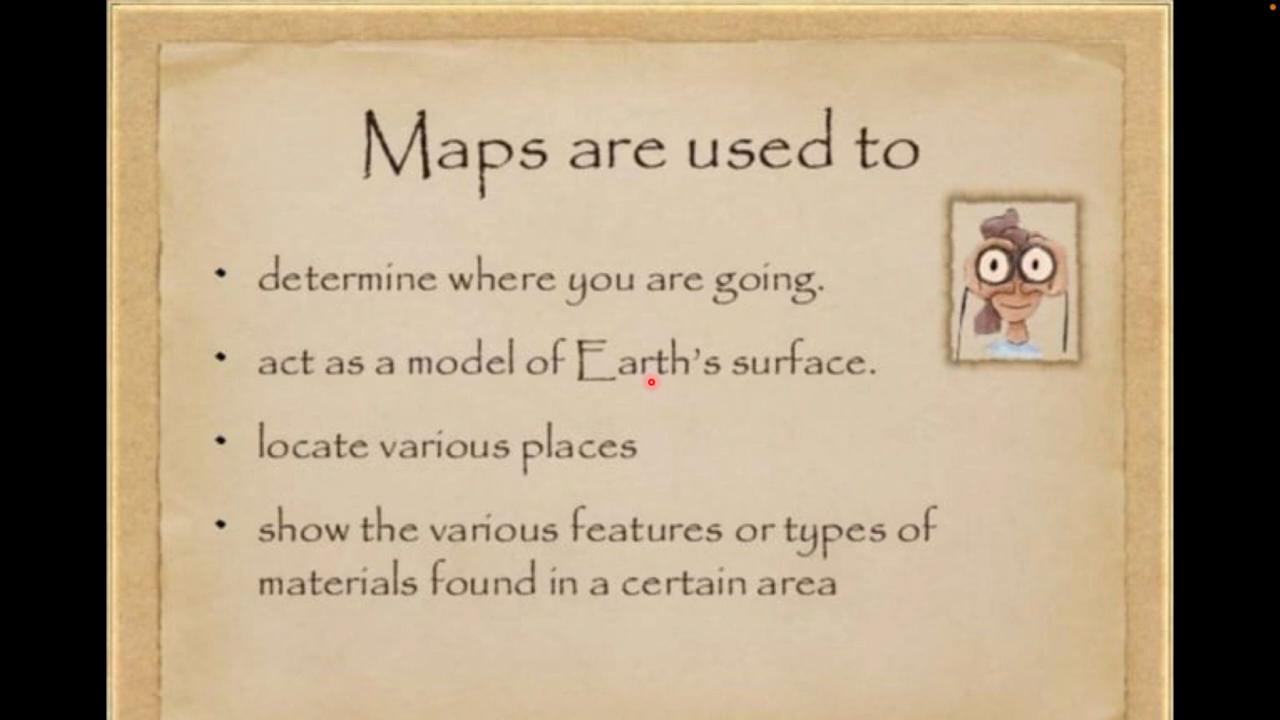 Maps are used to
• determine where you are going.
• act as a model of Earth's surface.
• locate various places
• show the various features or types of
materials found in a certain area